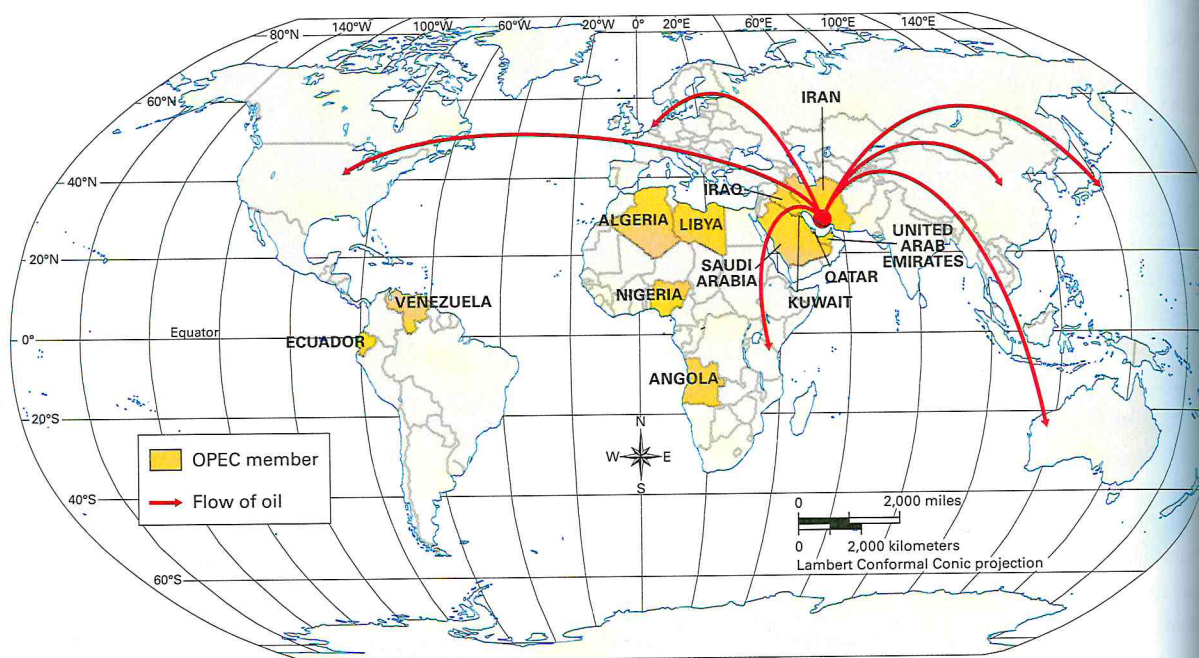 140°W 100°W 60°W 20°W 0° 20°E 60°E 100°E 140°E
80°N
60°N
40°N
20°N
0°
20°S
40°S
60°S
Equator
IRAN
IRAQ
ALGERIA
LIBYA
SAUDI
ARABIA
UNITED
ARAB
EMIRATES
QATAR
KUWAIT
NIGERIA
VENEZUELA
ECUADOR
ANGOLA
N
W E
S
OPEC member
Flow of oil
0 2,000 miles
0 2,000 kilometers
Lambert Conformal Conic projection